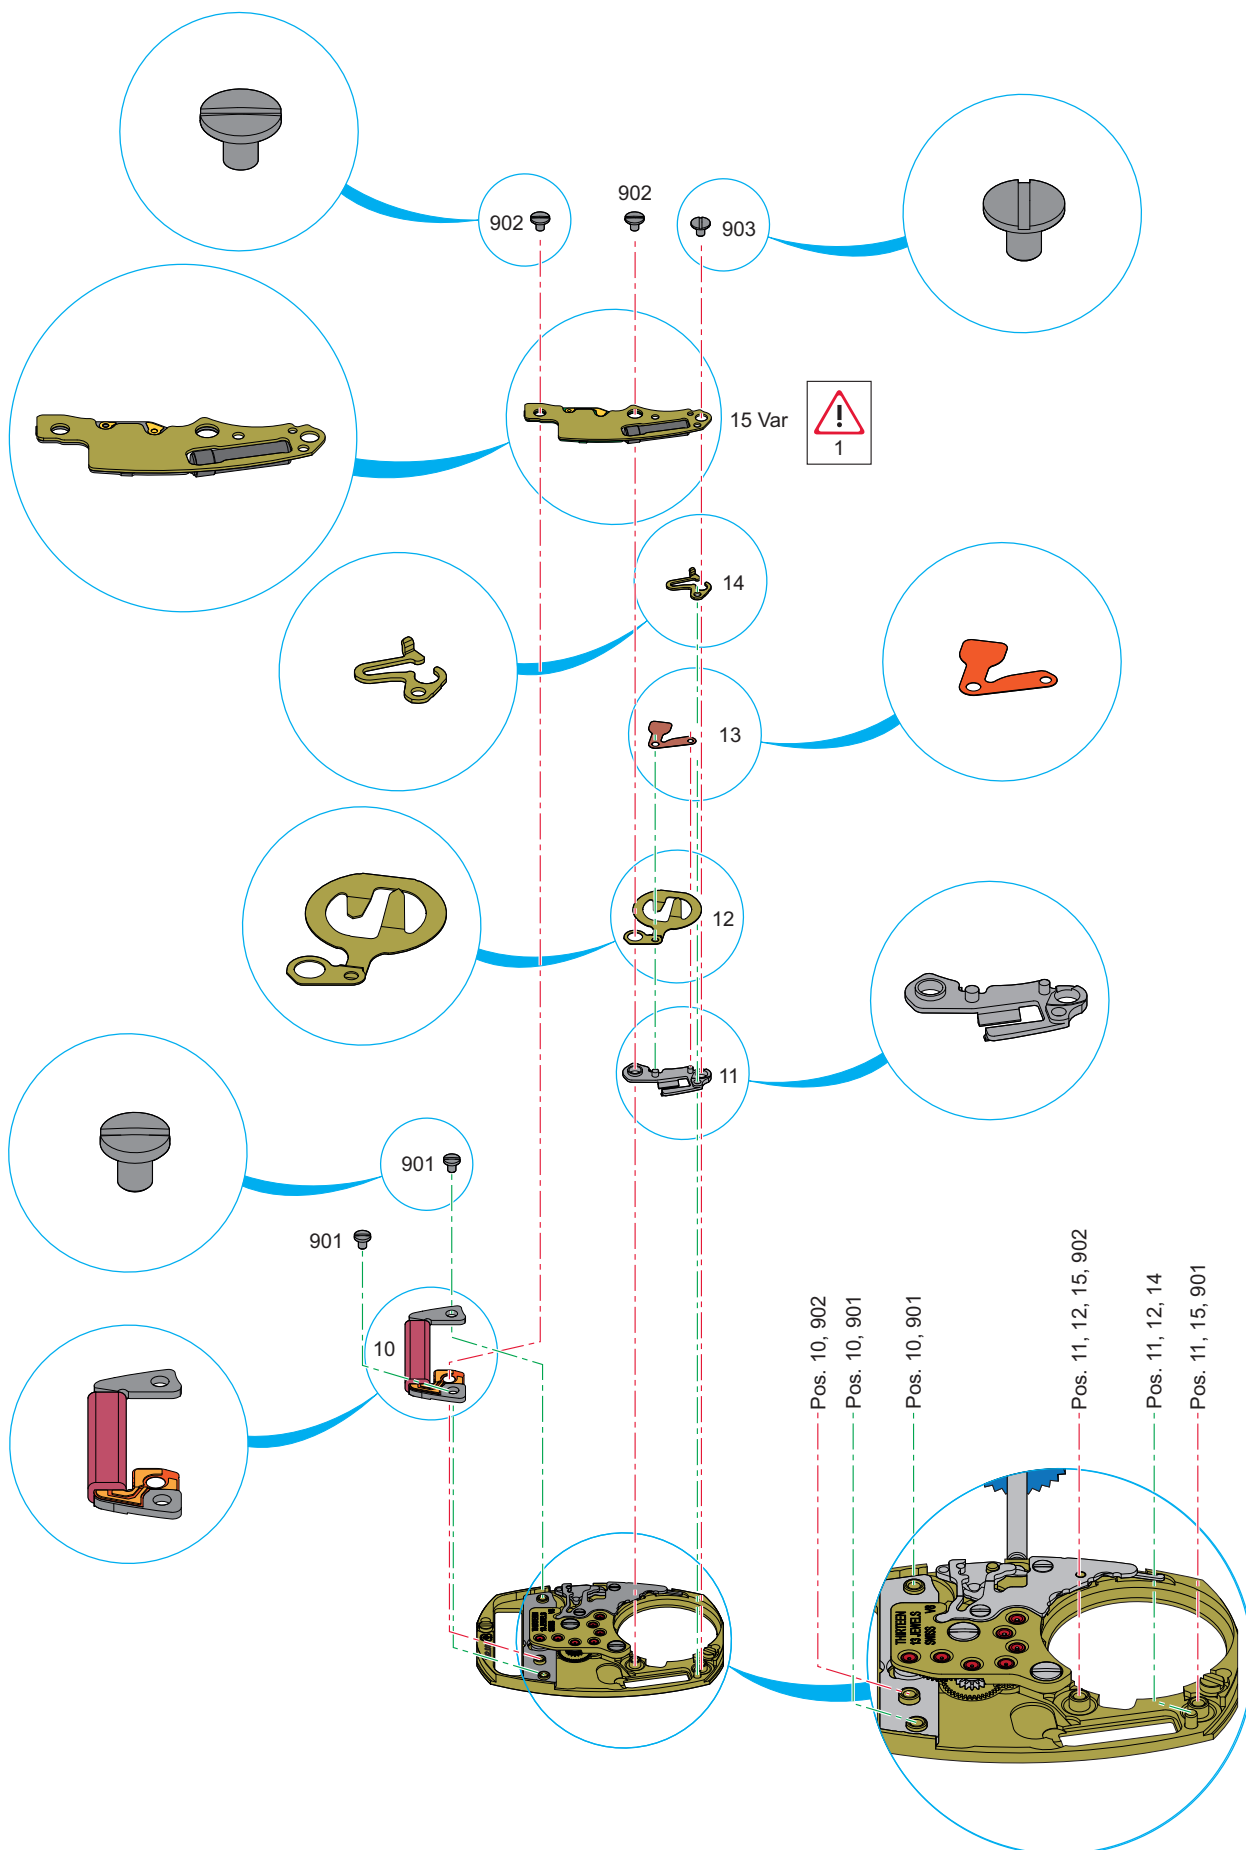 902
902
903
15 Var
!
1
14
13
12
11
901
901
10
Pos. 10, 902
Pos. 10, 901
Pos. 10, 901
Pos. 11, 12, 15, 902
Pos. 11, 12, 14
Pos. 11, 15, 901
THIRTEEN
13 JEWELS
SWISS
V0